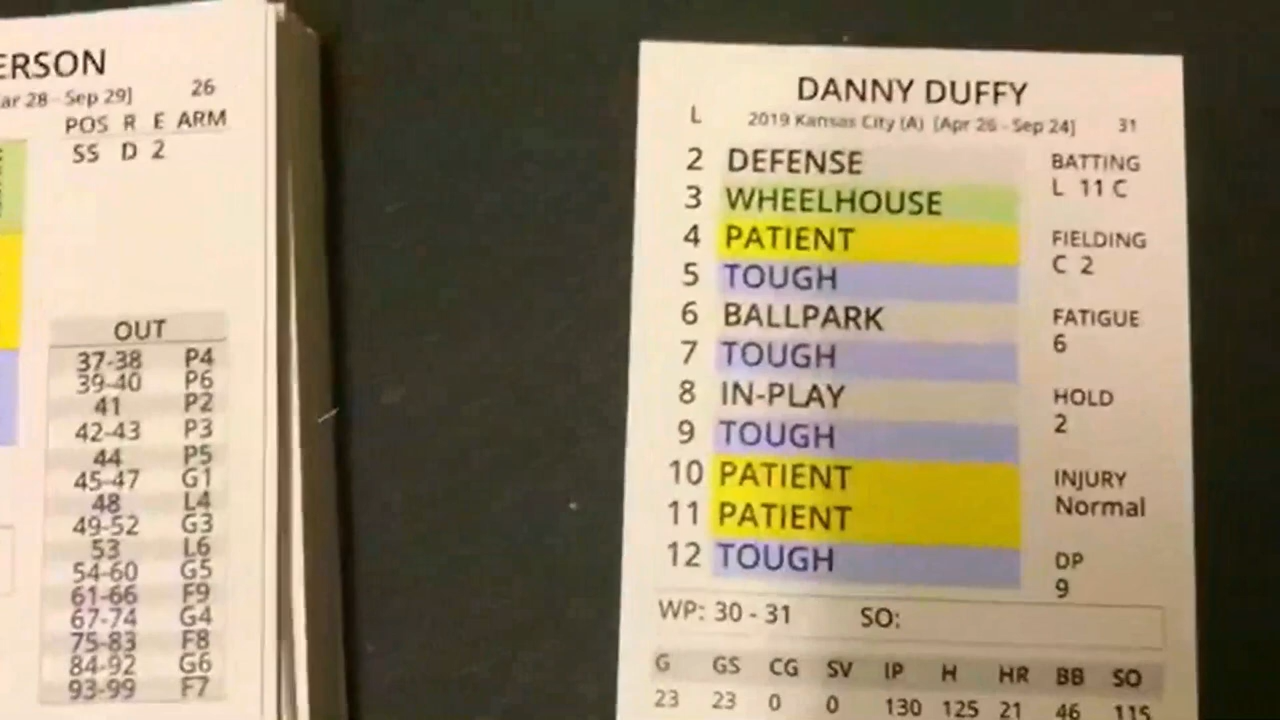 ERSON
ar 28 - Sep 29] 26
POS R E ARM
SS D 2
OUT
37-38 P4
39-40 P6
41 P2
42-43 P3
44 P5
45-47 G1
48 L4
49-52 G3
53 L6
54-60 G5
61-66 F9
67-74 G4
75-83 F8
84-92 G6
93-99 F7
DANNY DUFFY
L 2019 Kansas City (A) [Apr 26 - Sep 24] 31
2 DEFENSE
3 WHEELHOUSE
4 PATIENT
5 TOUGH
6 BALLPARK
7 TOUGH
8 IN-PLAY
9 TOUGH
10 PATIENT
11 PATIENT
12 TOUGH
BATTING
L 11 C
FIELDING
C 2
FATIGUE
6
HOLD
2
INJURY
Normal
DP
9
WP: 30 - 31 SO:
G GS CG SV IP H HR BB SO
23 23 0 0 130 125 21 46 115